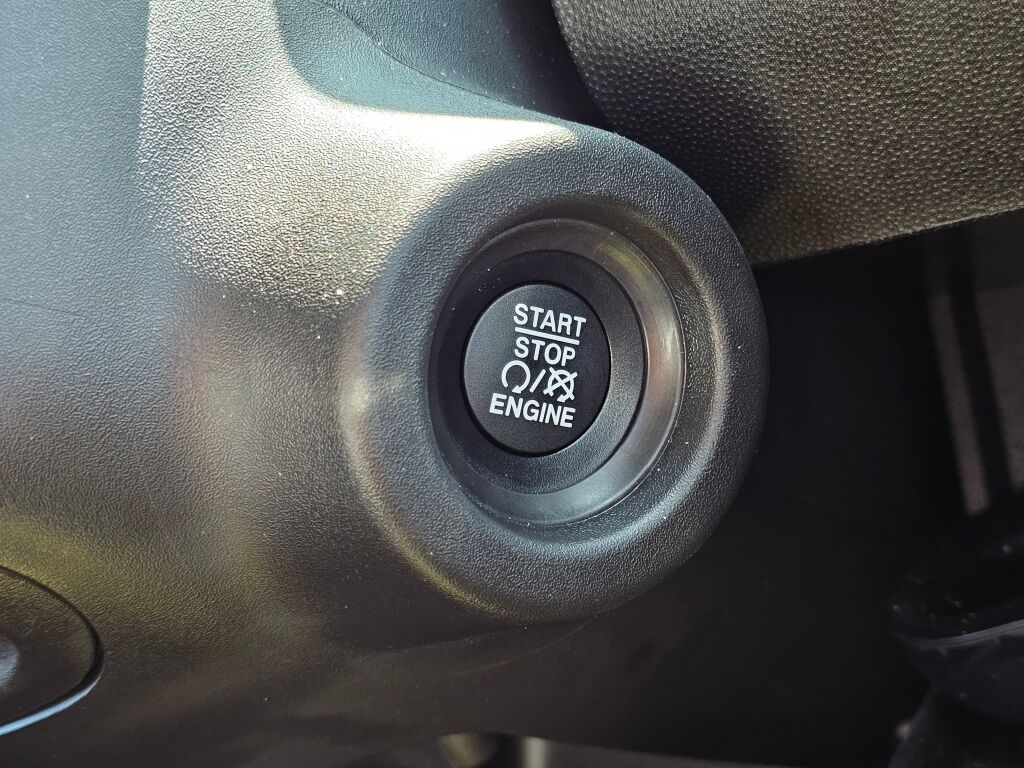 START
STOP
/
ENGINE